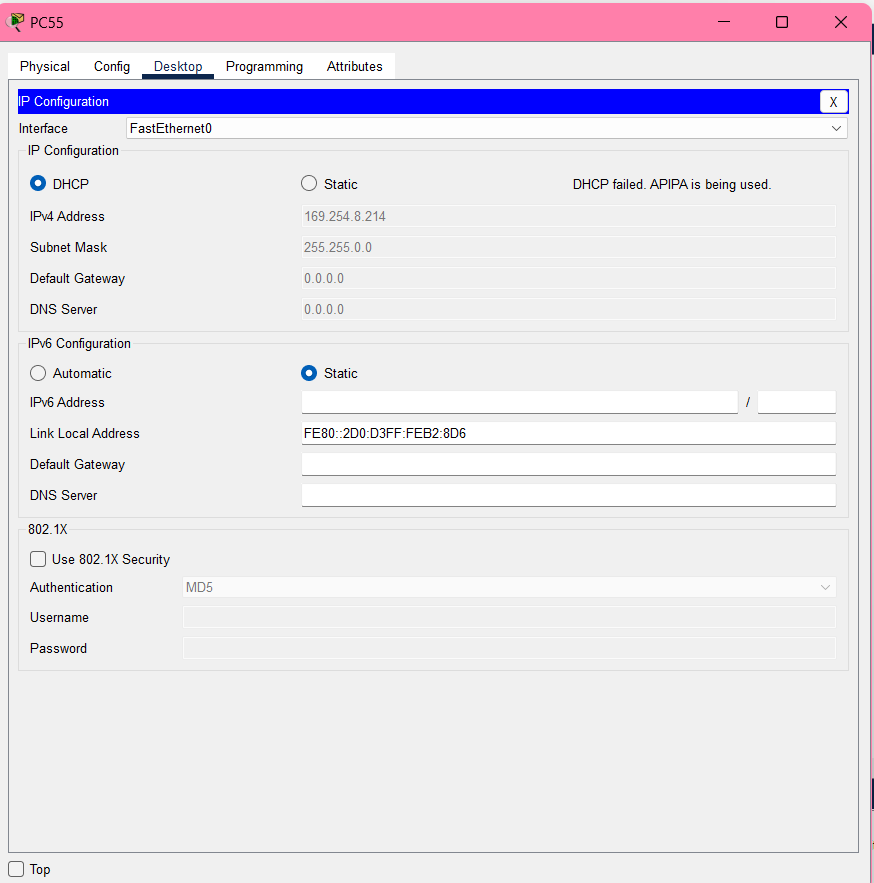 PC55
Physical Config Desktop Programming Attributes
IP Configuration X
Interface FastEthernet0
IP Configuration
DHCP Static DHCP failed. APIPA is being used.
IPv4 Address 169.254.8.214
Subnet Mask 255.255.0.0
Default Gateway 0.0.0.0
DNS Server 0.0.0.0
IPv6 Configuration
Automatic Static
IPv6 Address /
Link Local Address FE80::2D0:D3FF:FEB2:8D6
Default Gateway
DNS Server
802.1X
Use 802.1X Security
Authentication MD5
Username
Password
Top